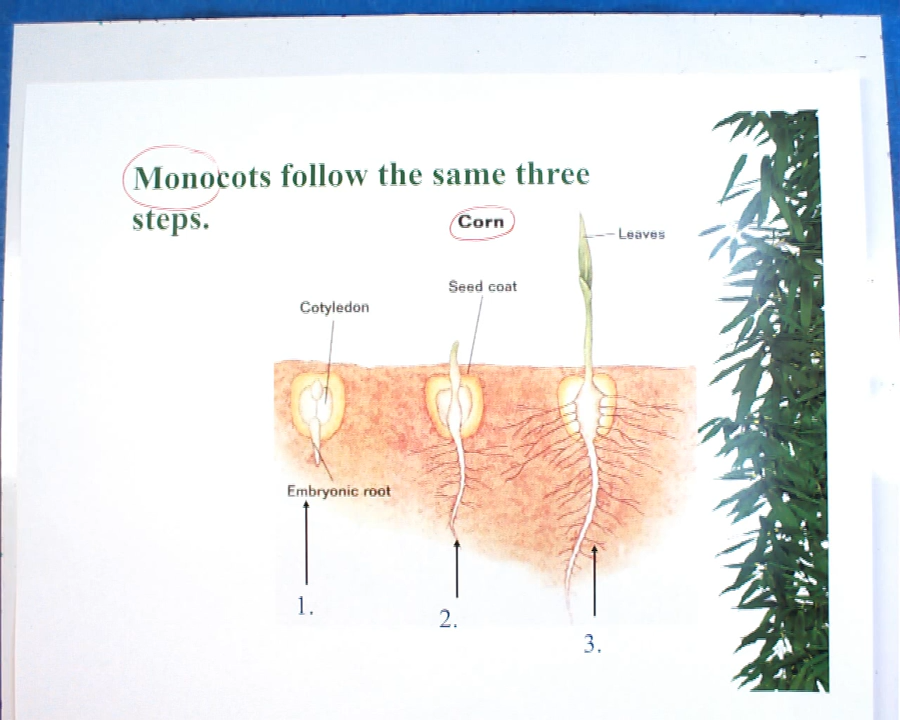 Monocots follow the same three
steps.
Corn
Leaves
Seed coat
Cotyledon
Embryonic root
1.
2.
3.